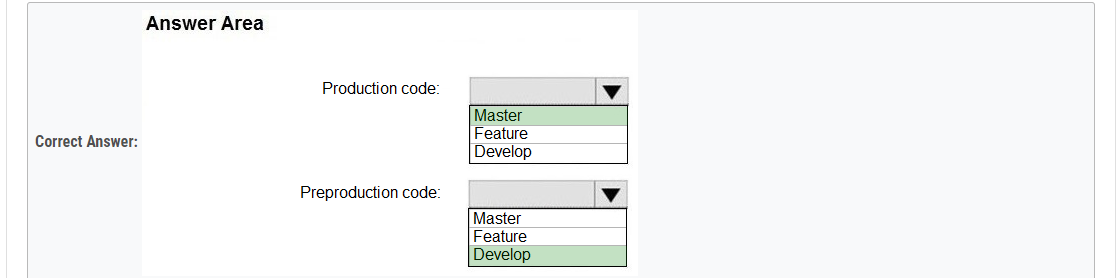 Answer Area
Production code:
Master
Feature
Correct Answer:
Develop
Preproduction code:
Master
Feature
Develop